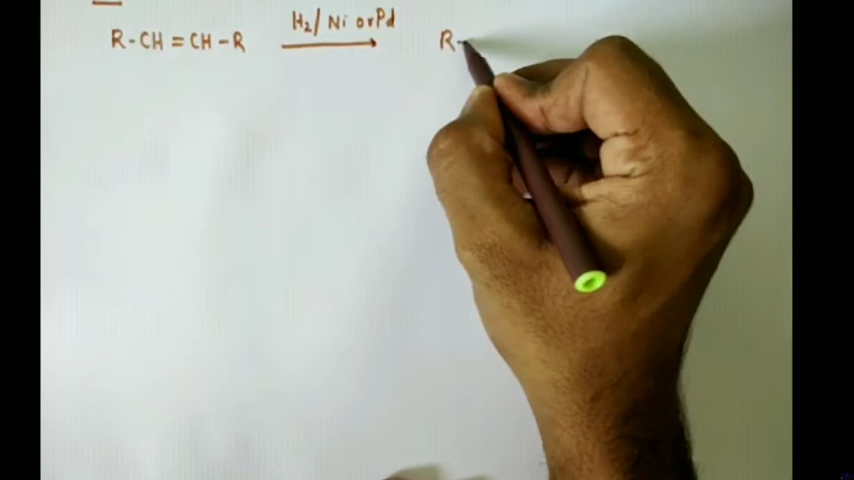 H₂/ Ni or Pd
R-CH=CH-R R-